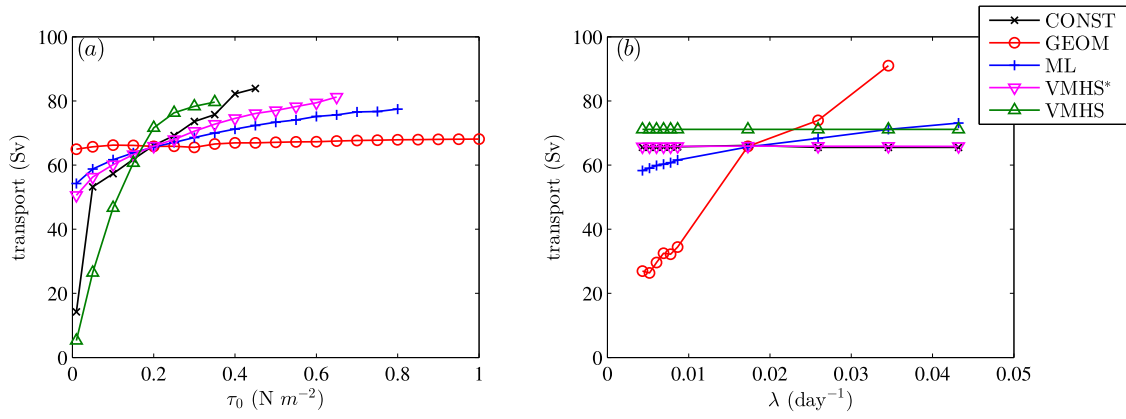 (a)
transport (Sv)
100
80
60
40
20
0
0
0.2
0.4
0.6
0.8
1
τ₀ (N m⁻²)
(b)
transport (Sv)
100
80
60
40
20
0
0
0.01
0.02
0.03
0.04
0.05
λ (day⁻¹)
CONST
GEOM
ML
VMHS*
VMHS